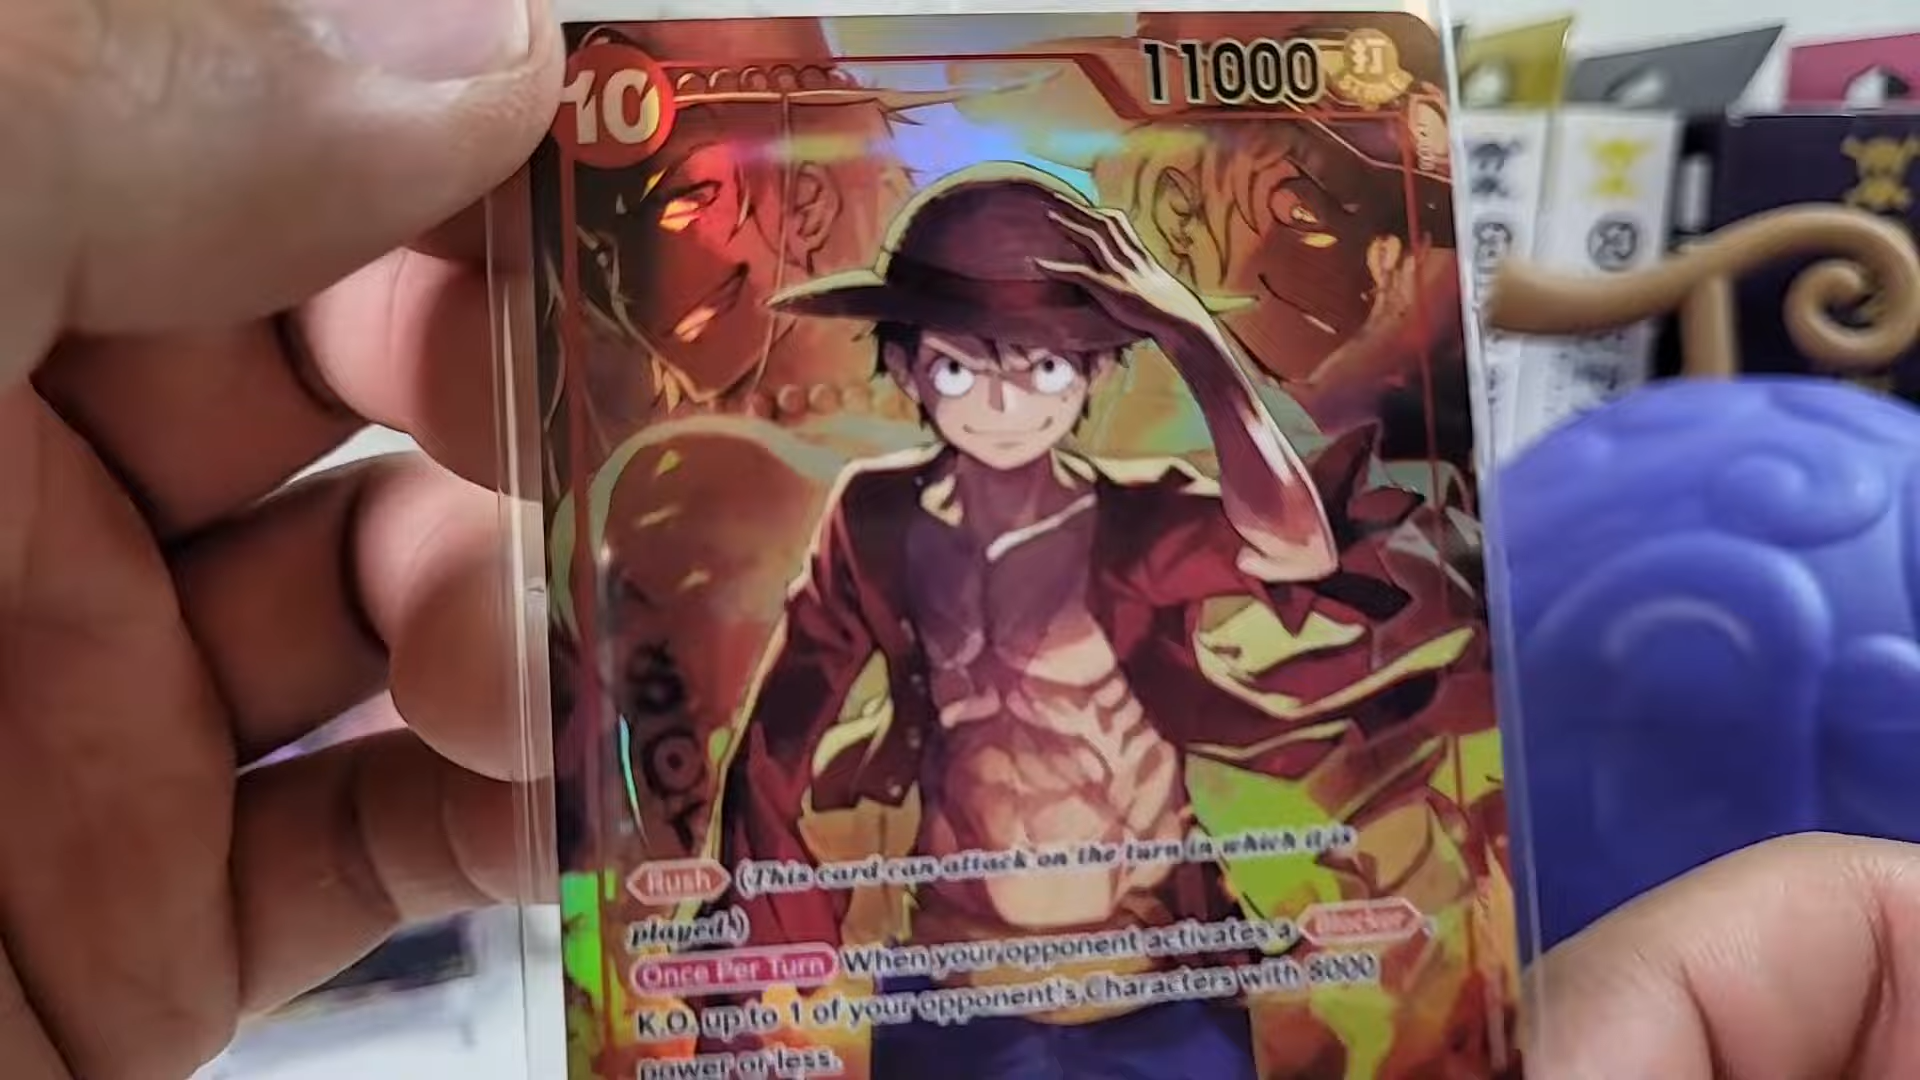 10
11000 打
Rush (This card can attack on the turn in which it is
played.)
Once Per Turn When your opponent activates a Blocker,
K.O. up to 1 of your opponent's Characters with 8000
power or less.